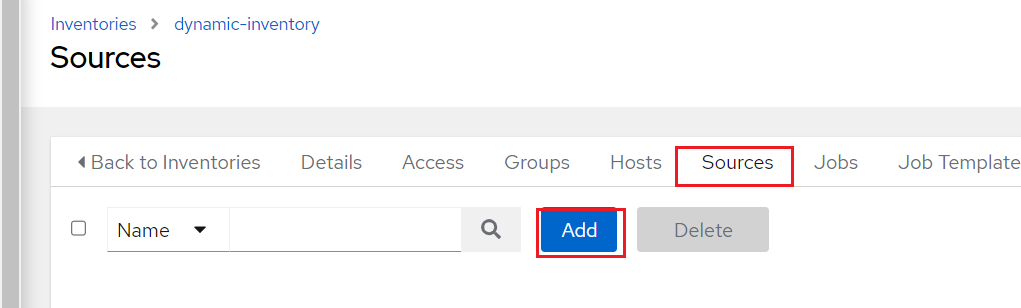 Inventories > dynamic-inventory
Sources
Back to Inventories Details Access Groups Hosts Sources Jobs Job Template
Name Add Delete